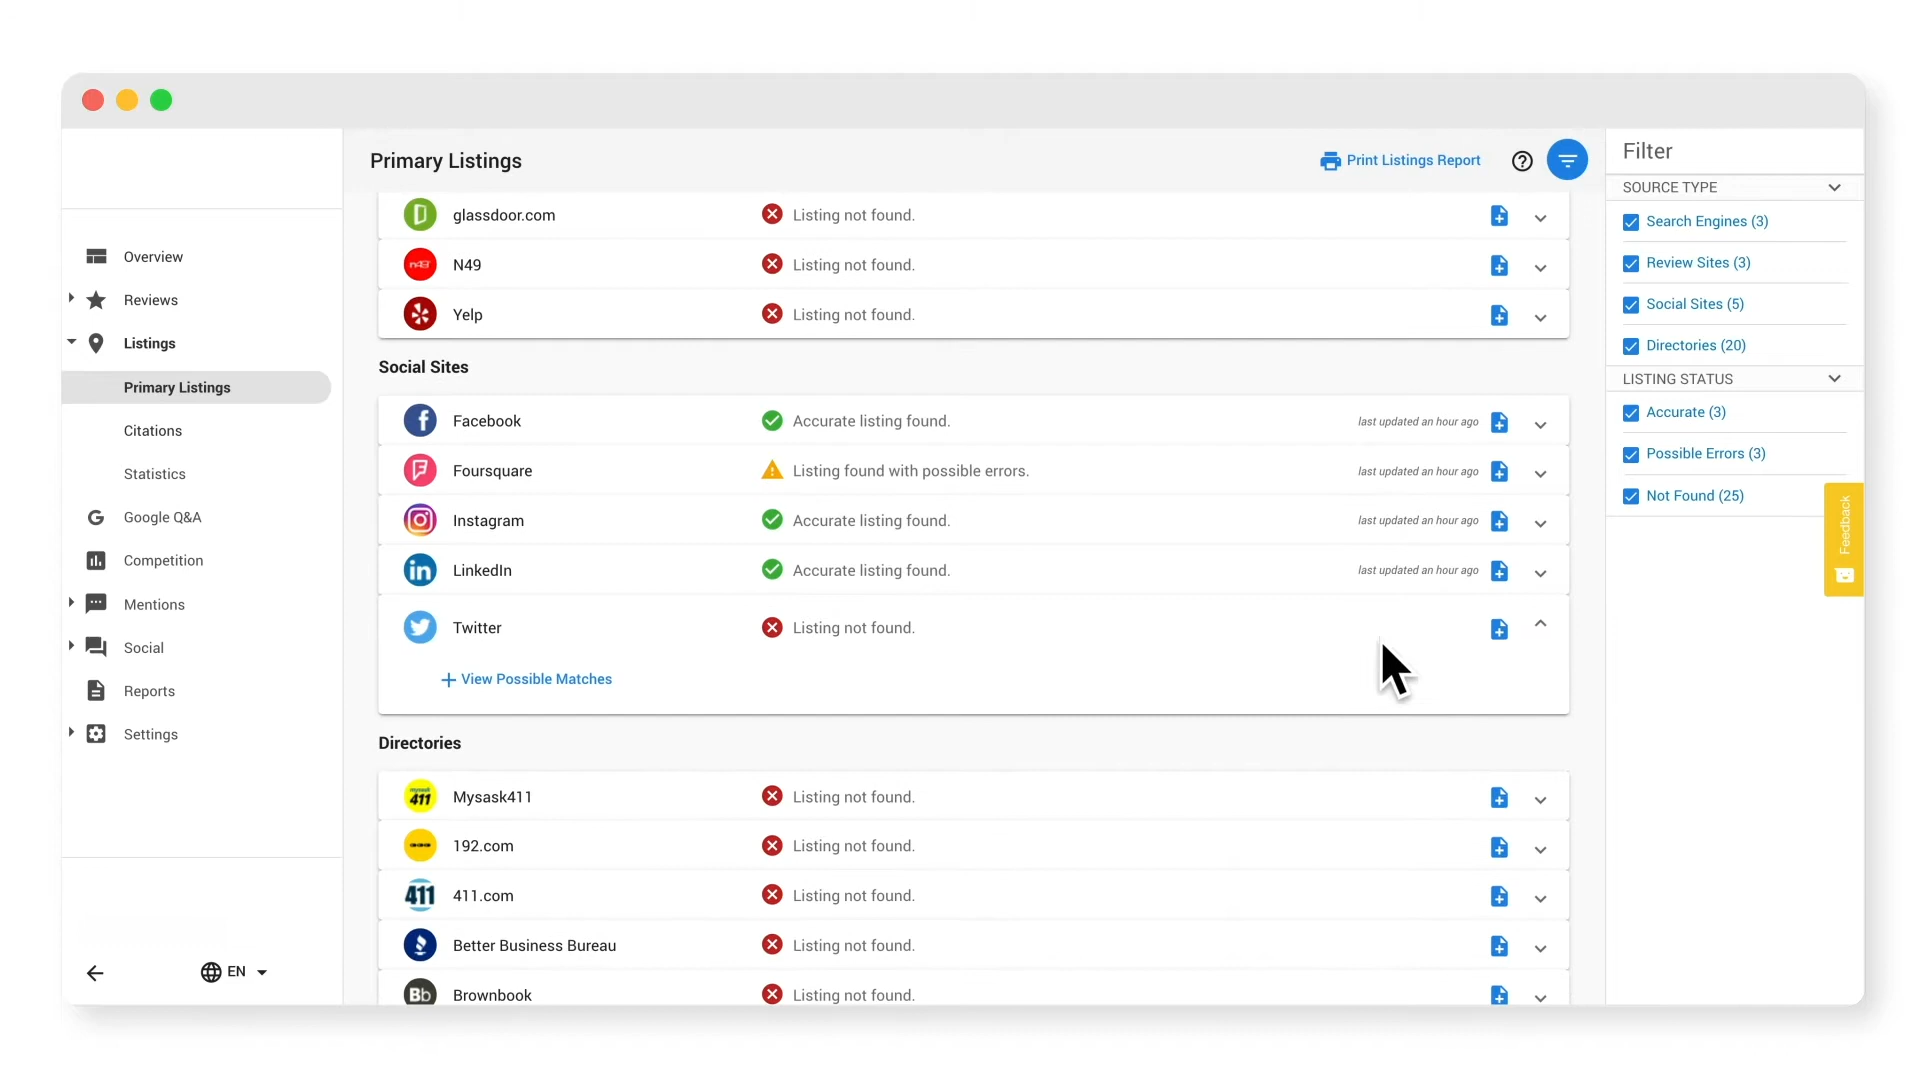 Primary Listings
Print Listings Report
Filter
Overview
Reviews
Listings
Primary Listings
Citations
Statistics
Google Q&A
Competition
Mentions
Social
Reports
Settings
EN
glassdoor.com Listing not found.
n49 N49 Listing not found.
Yelp Listing not found.
Social Sites
Facebook Accurate listing found. last updated an hour ago
Foursquare Listing found with possible errors. last updated an hour ago
Instagram Accurate listing found. last updated an hour ago
in LinkedIn Accurate listing found. last updated an hour ago
Twitter Listing not found.
View Possible Matches
Directories
mysask
411 Mysask411 Listing not found.
192.com Listing not found.
411 411.com Listing not found.
Better Business Bureau Listing not found.
Bb Brownbook Listing not found.
SOURCE TYPE
Search Engines (3)
Review Sites (3)
Social Sites (5)
Directories (20)
LISTING STATUS
Accurate (3)
Possible Errors (3)
Not Found (25)
Feedback